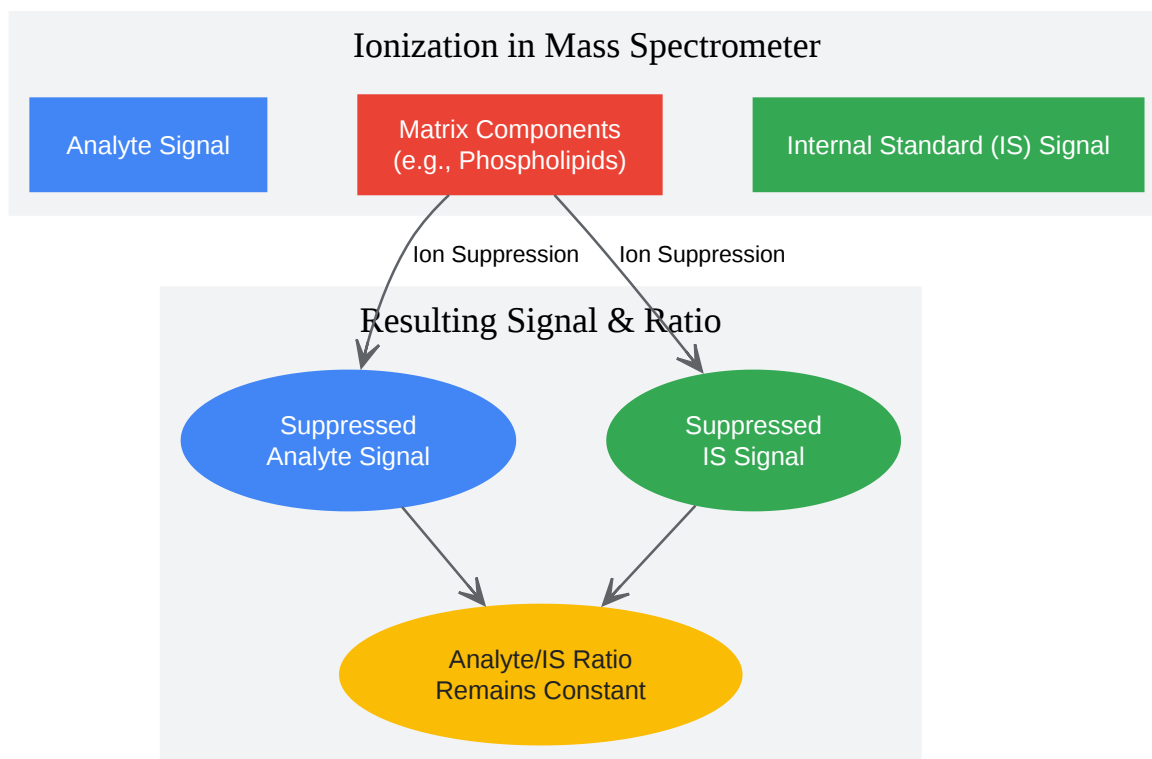 Ionization in Mass Spectrometer
Analyte Signal
Matrix Components
(e.g., Phospholipids)
Internal Standard (IS) Signal
Ion Suppression
Ion Suppression
Resulting Signal & Ratio
Suppressed
Analyte Signal
Suppressed
IS Signal
Analyte/IS Ratio
Remains Constant